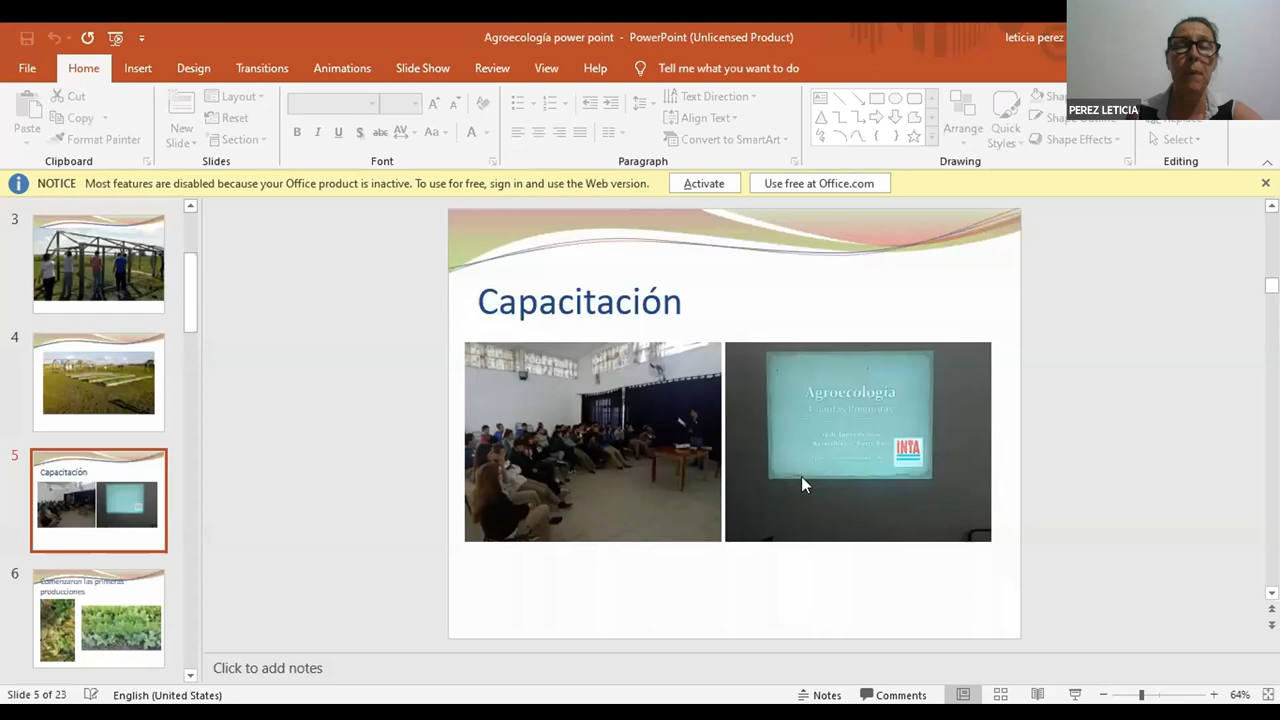 Agroecología power point - PowerPoint (Unlicensed Product)
leticia perez
File Home Insert Design Transitions Animations Slide Show Review View Help Tell me what you want to do
PEREZ LETICIA
Paste
Cut
Copy
Format Painter
Clipboard
New Slide
Layout
Reset
Section
Slides
B I U S abc AV Aa A
Font
Text Direction
Align Text
Convert to SmartArt
Paragraph
Arrange
Quick Styles
Shape Effects
Drawing
Select
Editing
NOTICE Most features are disabled because your Office product is inactive. To use for free, sign in and use the Web version.
Activate
Use free at Office.com
3
4
5
Capacitación
6
Comenzaron las primeras
producciones
Capacitación
Agroecología
INTA
Click to add notes
Slide 5 of 23
English (United States)
Notes
Comments
64%